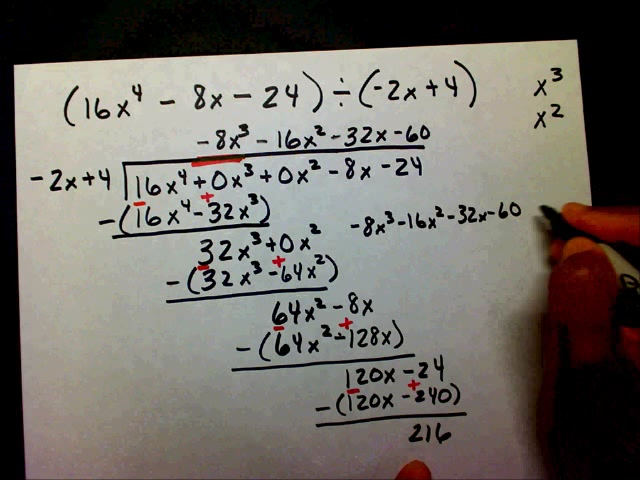 (16x⁴ - 8x - 24) ÷ (-2x + 4)
x³
x²
-8x³ - 16x² - 32x - 60
-2x + 4 16x⁴ + 0x³ + 0x² - 8x - 24
+
-(16x⁴ - 32x³)
32x³ + 0x²
-8x³ - 16x² - 32x - 60
+
-(32x³ - 64x²)
64x² - 8x
+
-(64x² - 128x)
120x - 24
+
-(120x - 240)
216